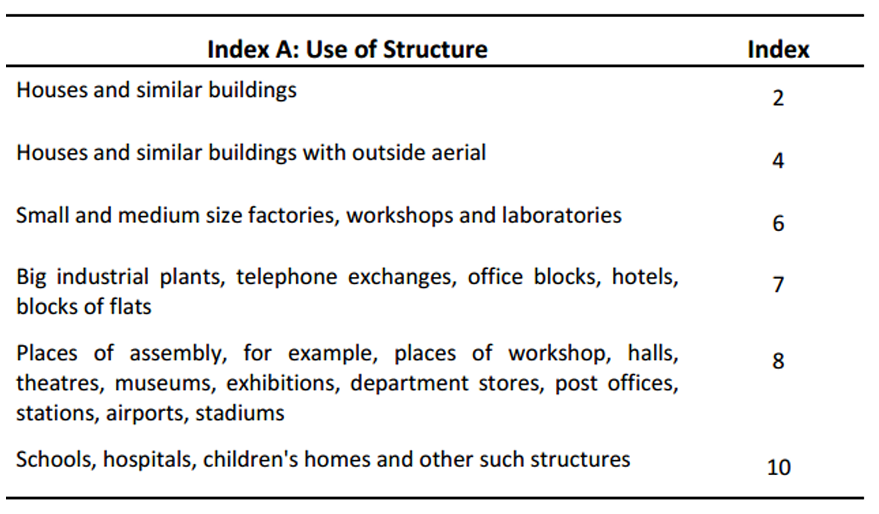 Index A: Use of Structure Index
Houses and similar buildings 2
Houses and similar buildings with outside aerial 4
Small and medium size factories, workshops and laboratories 6
Big industrial plants, telephone exchanges, office blocks, hotels, 7
blocks of flats
Places of assembly, for example, places of workshop, halls, 8
theatres, museums, exhibitions, department stores, post offices,
stations, airports, stadiums
Schools, hospitals, children's homes and other such structures 10